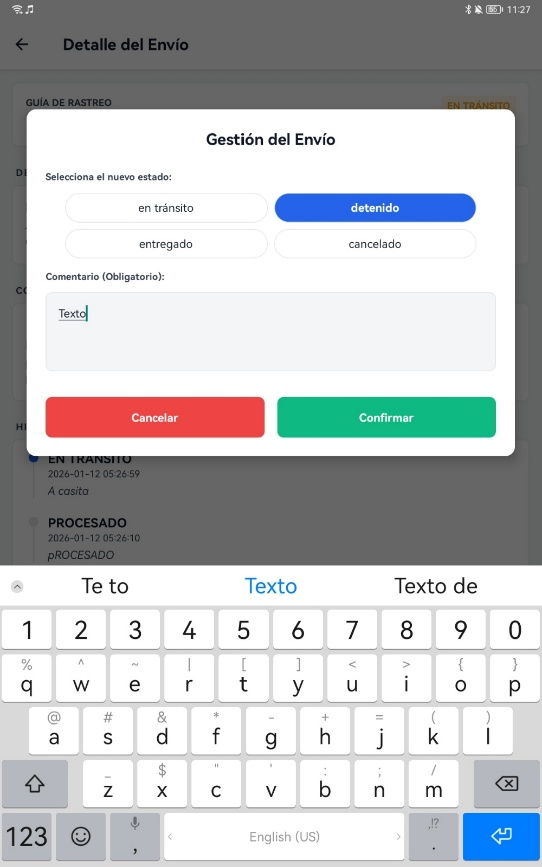 11:27
Detalle del Envío
GUÍA DE RASTREO
EN TRÁNSITO
Gestión del Envío
Selecciona el nuevo estado:
en tránsito
detenido
entregado
cancelado
Comentario (Obligatorio):
Texto
Cancelar
Confirmar
EN TRÁNSITO
2026-01-12 05:26:59
A casita
PROCESADO
2026-01-12 05:26:10
pROCESADO
Te to Texto Texto de
1 2 3 4 5 6 7 8 9 0
% ^ ~ | [ ] < > { }
q w e r t y u i o p
@ # & * - + = ( )
a s d f g h j k l
_ $ " ' : ; /
z x c v b n m
,!?
123 , English (US) .